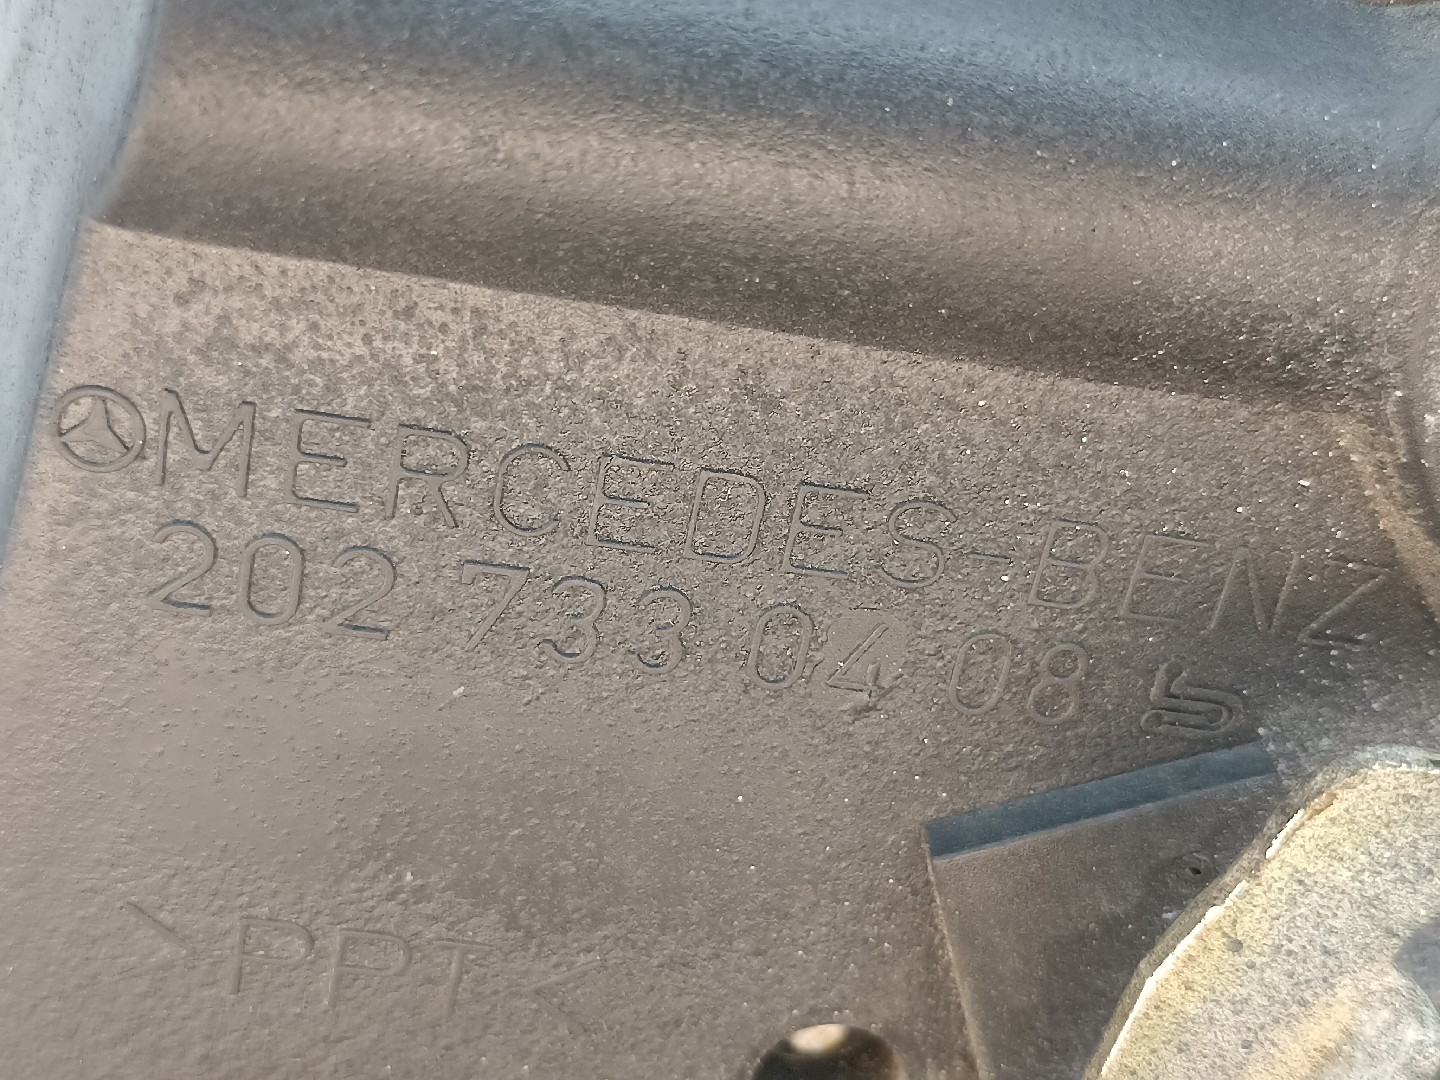 MERCEDES-BENZ
202 733 04 08
>PPT<